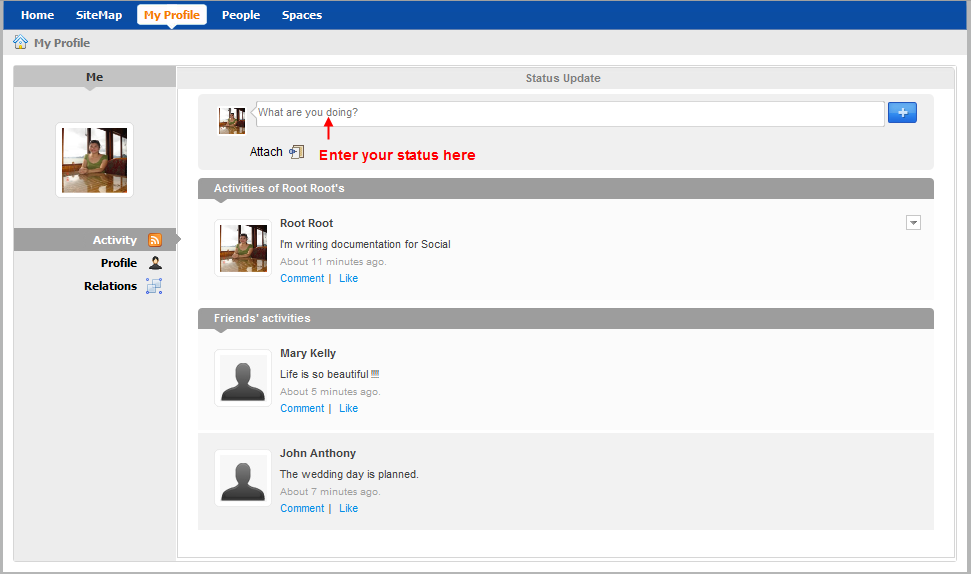 Home SiteMap My Profile People Spaces
My Profile
Me
Status Update
What are you doing?
Attach
Enter your status here
Activities of Root Root's
Root Root
I'm writing documentation for Social
About 11 minutes ago.
Comment | Like
Activity
Profile
Relations
Friends' activities
Mary Kelly
Life is so beautiful
About 5 minutes ago.
Comment | Like
John Anthony
The wedding day is planned.
About 7 minutes ago.
Comment | Like